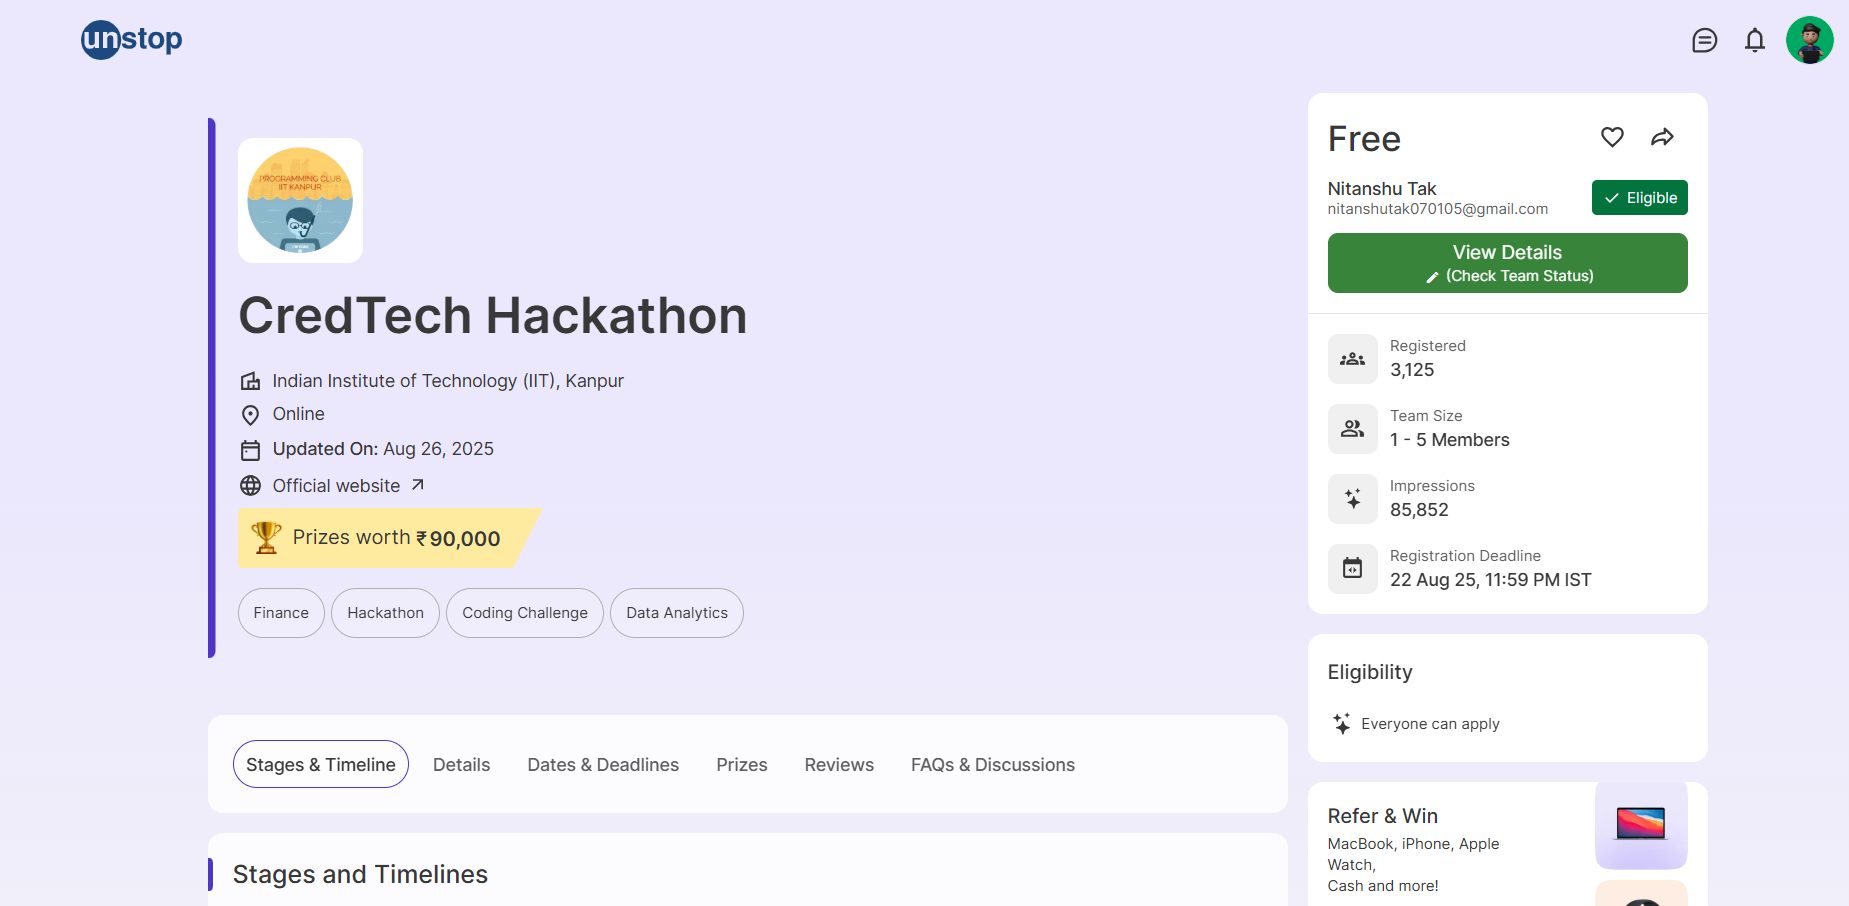 unstop
PROGRAMMING CLUB
IIT KANPUR
CredTech Hackathon
Indian Institute of Technology (IIT), Kanpur
Online
Updated On: Aug 26, 2025
Official website
Prizes worth ₹90,000
Finance
Hackathon
Coding Challenge
Data Analytics
Stages & Timeline
Details
Dates & Deadlines
Prizes
Reviews
FAQs & Discussions
Stages and Timelines
Free
Nitanshu Tak
nitanshutak070105@gmail.com
Eligible
View Details
(Check Team Status)
Registered
3,125
Team Size
1 - 5 Members
Impressions
85,852
Registration Deadline
22 Aug 25, 11:59 PM IST
Eligibility
Everyone can apply
Refer & Win
MacBook, iPhone, Apple
Watch,
Cash and more!